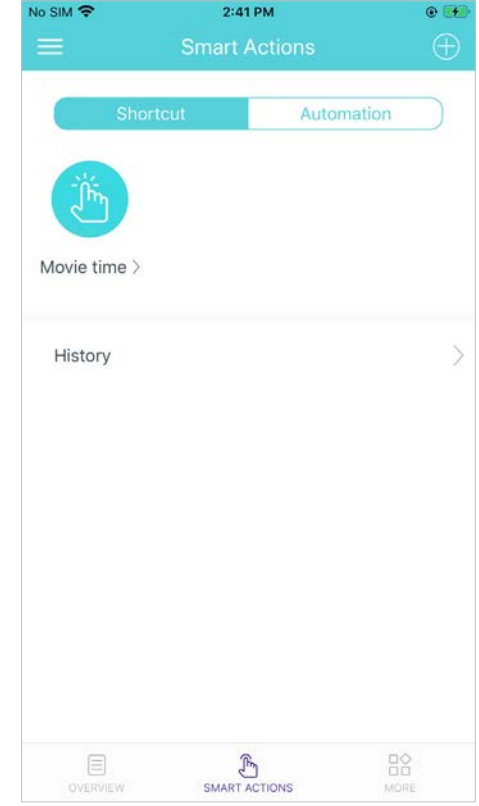 No SIM 2:41 PM
Smart Actions
Shortcut Automation
Movie time >
History >
OVERVIEW SMART ACTIONS MORE